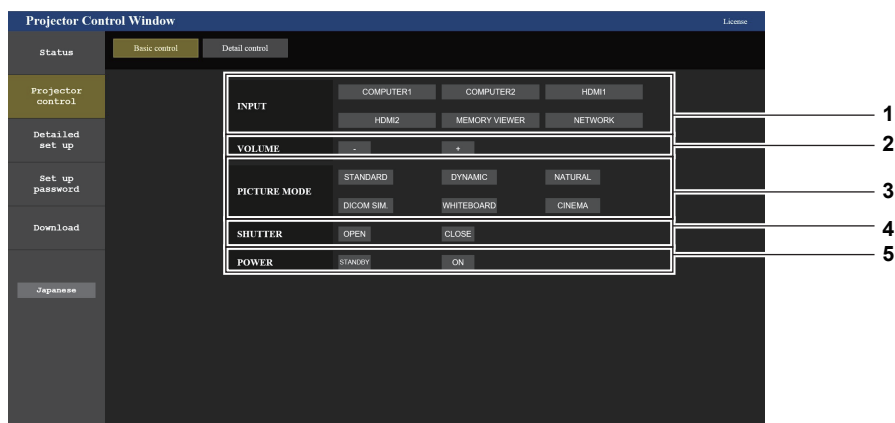 Projector Control Window
License
Status
Projector
control
Detailed
set up
Set up
password
Download
Japanese
Basic control
Detail control
INPUT
COMPUTER1 COMPUTER2 HDMI1
HDMI2 MEMORY VIEWER NETWORK
VOLUME - +
PICTURE MODE
STANDARD DYNAMIC NATURAL
DICOM SIM. WHITEBOARD CINEMA
SHUTTER OPEN CLOSE
POWER STANDBY ON
1
2
3
4
5